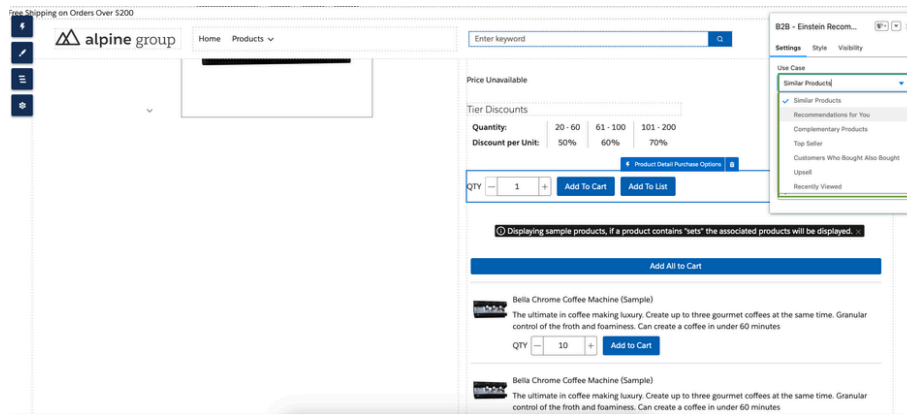 Free Shipping on Orders Over $200
alpine group
Home Products
Enter keyword
B2B - Einstein Recom...
Settings Style Visibility
Use Case
Similar Products
Similar Products
Recommendations for You
Complementary Products
Top Seller
Customers Who Bought Also Bought
Upsell
Recently Viewed
Price Unavailable
Tier Discounts
Quantity: 20 - 60 61 - 100 101 - 200
Discount per Unit: 50% 60% 70%
Product Detail Purchase Options
QTY 1 Add To Cart Add To List
Displaying sample products, if a product contains "sets" the associated products will be displayed.
Add All to Cart
Bella Chrome Coffee Machine (Sample)
The ultimate in coffee making luxury. Create up to three gourmet coffees at the same time. Granular
control of the froth and foaminess. Can create a coffee in under 60 minutes
QTY 10 Add to Cart
Bella Chrome Coffee Machine (Sample)
The ultimate in coffee making luxury. Create up to three gourmet coffees at the same time. Granular
control of the froth and foaminess. Can create a coffee in under 60 minutes